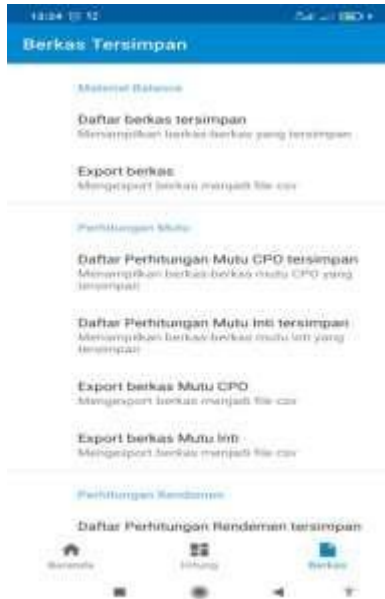 Berkas Tersimpan
Material Balance
Daftar berkas tersimpan
Menampilkan berkas-berkas yang tersimpan
Export berkas
Mengexport berkas menjadi file csv
Perhitungan Mutu
Daftar Perhitungan Mutu CPO tersimpan
Menampilkan berkas-berkas mutu CPO yang
tersimpan
Daftar Perhitungan Mutu Inti tersimpan
Menampilkan berkas-berkas mutu Inti yang
tersimpan
Export berkas Mutu CPO
Mengexport berkas menjadi file csv
Export berkas Mutu Inti
Mengexport berkas menjadi file csv
Perhitungan Rendemen
Daftar Perhitungan Rendemen tersimpan
Beranda Hitung Berkas